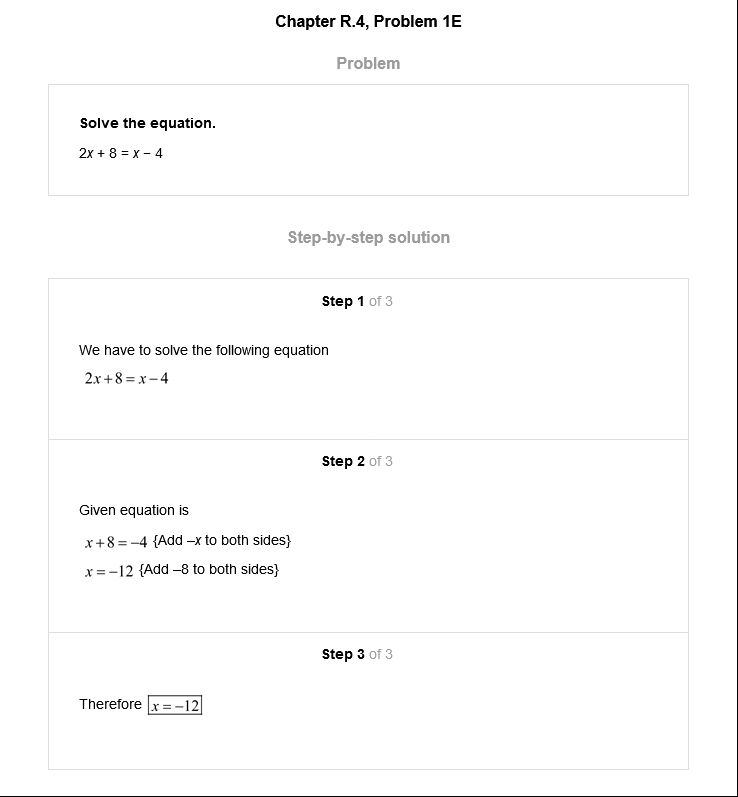 Chapter R.4, Problem 1E
Problem
Solve the equation.
2x + 8 = x – 4
Step-by-step solution
Step 1 of 3
We have to solve the following equation
2x+8=x−4
Step 2 of 3
Given equation is
x+8=−4 {Add –x to both sides}
x=−12 {Add –8 to both sides}
Step 3 of 3
Therefore x=−12